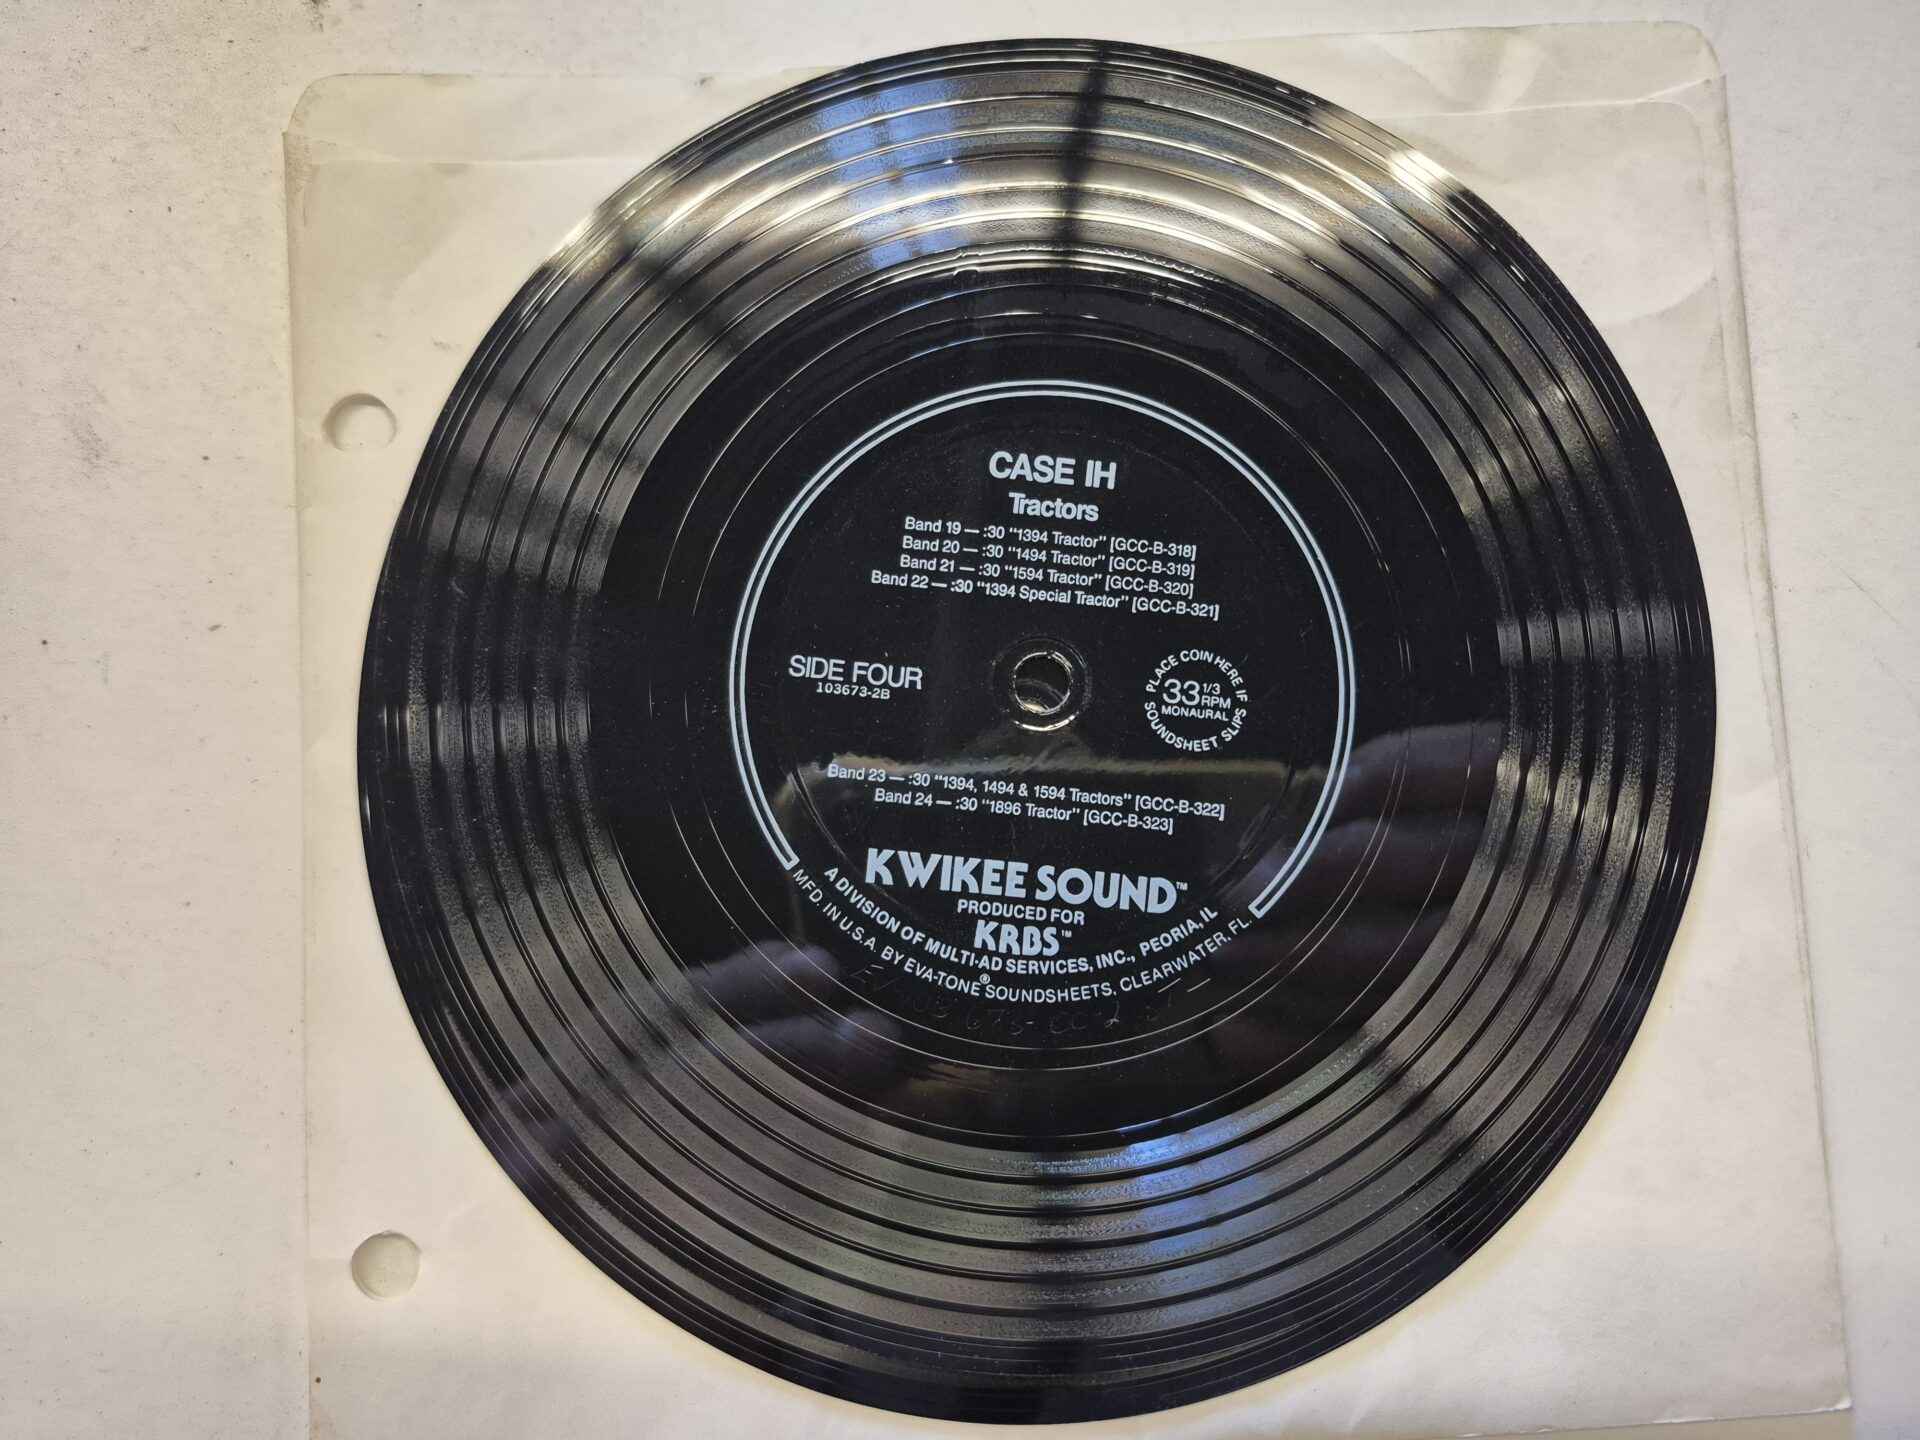 CASE IH
Tractors
Band 19 — :30 "1394 Tractor" [GCC-B-318]
Band 20 — :30 "1494 Tractor" [GCC-B-319]
Band 21 — :30 "1594 Tractor" [GCC-B-320]
Band 22 — :30 "1394 Special Tractor" [GCC-B-321]
SIDE FOUR
103673-2B
PLACE COIN HERE IF
33 1/3
RPM
MONAURAL
SOUNDSHEET SLIPS
Band 23 — :30 "1394, 1494 & 1594 Tractors" [GCC-B-322]
Band 24 — :30 "1896 Tractor" [GCC-B-323]
KWIKEE SOUND™
PRODUCED FOR
KRBS™
A DIVISION OF MULTI-AD SERVICES, INC., PEORIA, IL
MFD. IN U.S.A. BY EVA-TONE® SOUNDSHEETS, CLEARWATER, FL.